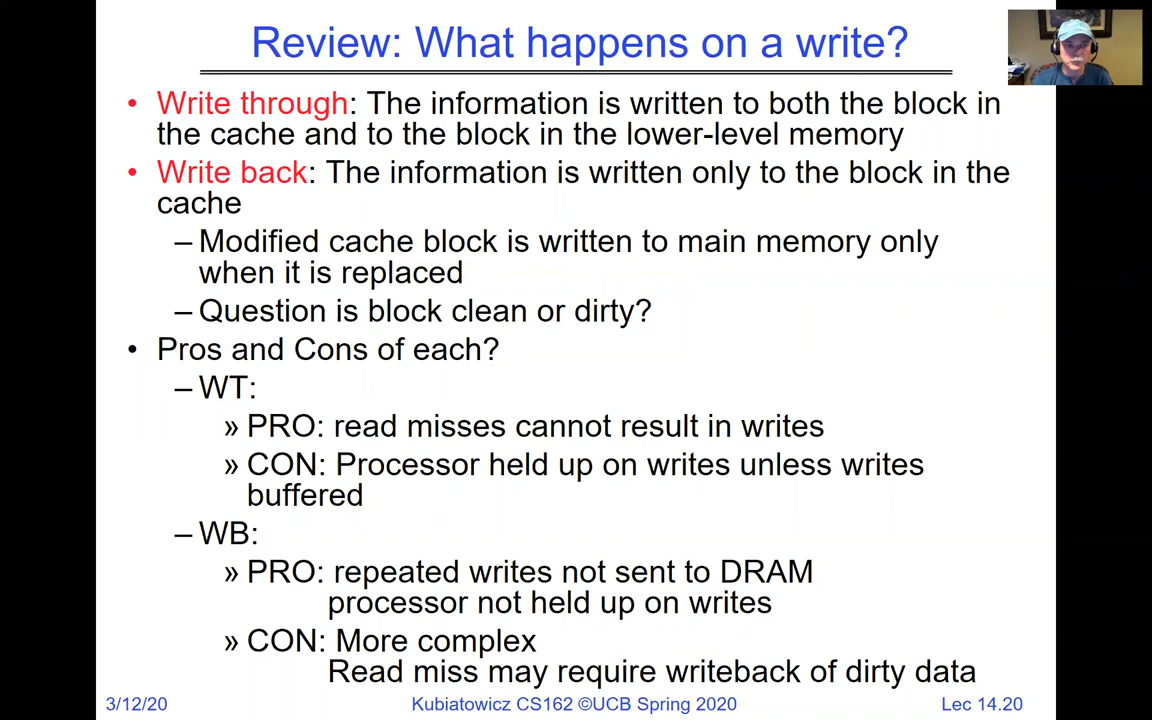 Review: What happens on a write?
• Write through: The information is written to both the block in
the cache and to the block in the lower-level memory
• Write back: The information is written only to the block in the
cache
– Modified cache block is written to main memory only
when it is replaced
– Question is block clean or dirty?
• Pros and Cons of each?
– WT:
» PRO: read misses cannot result in writes
» CON: Processor held up on writes unless writes
buffered
– WB:
» PRO: repeated writes not sent to DRAM
processor not held up on writes
» CON: More complex
Read miss may require writeback of dirty data
3/12/20 Kubiatowicz CS162 ©UCB Spring 2020 Lec 14.20